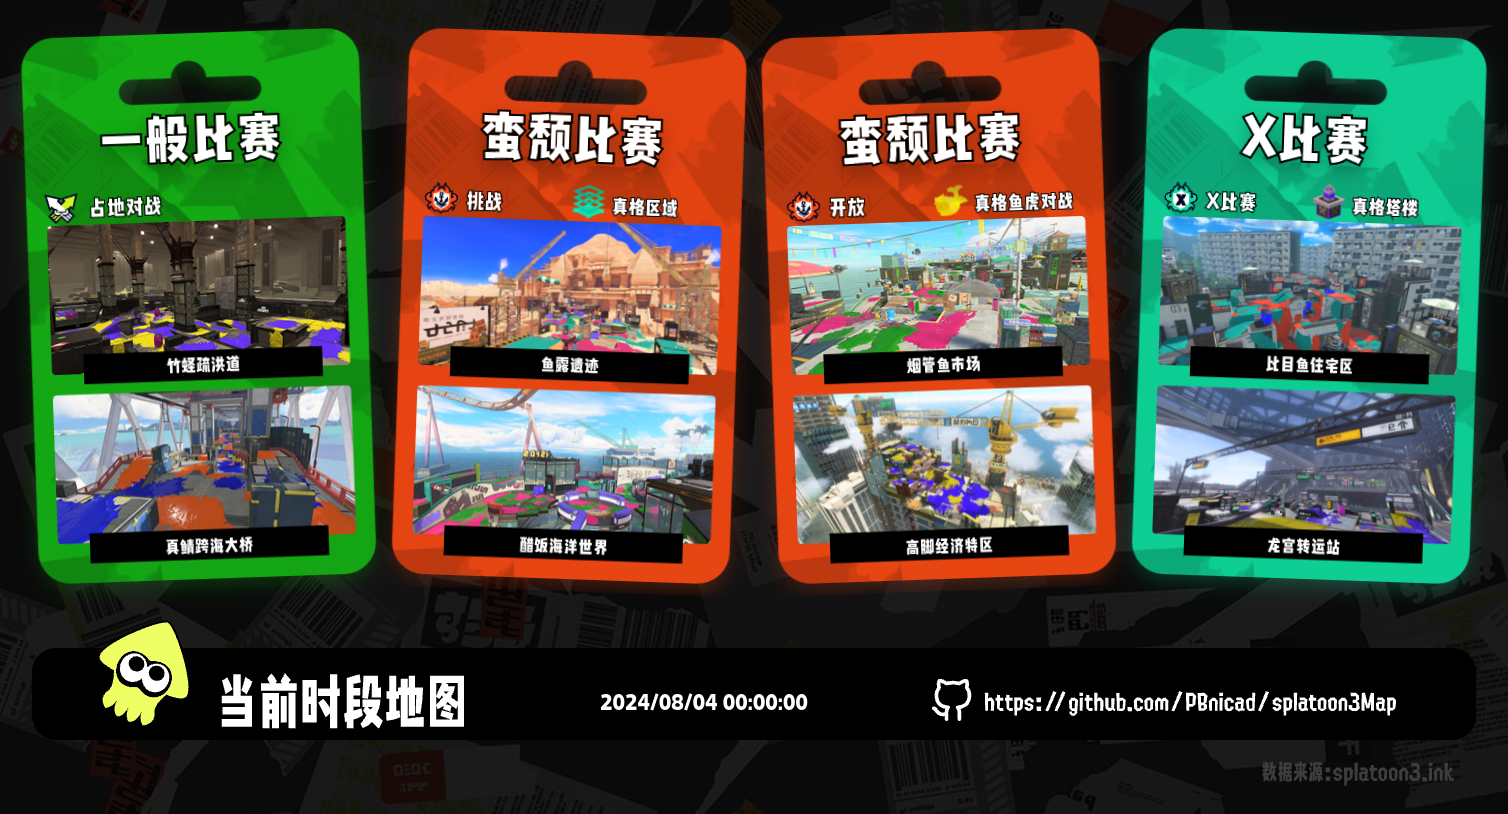 一般比赛
占地对战
竹蛏疏洪道
真鲭跨海大桥
蛮颓比赛
挑战
真格区域
鱼露遗迹
醋饭海洋世界
蛮颓比赛
开放
真格鱼虎对战
烟管鱼市场
高脚经济特区
X比赛
X比赛
真格塔楼
比目鱼住宅区
龙宫转运站
当前时段地图
2024/08/04 00:00:00
https://github.com/PBnicad/splatoon3Map
数据来源:splatoon3.ink